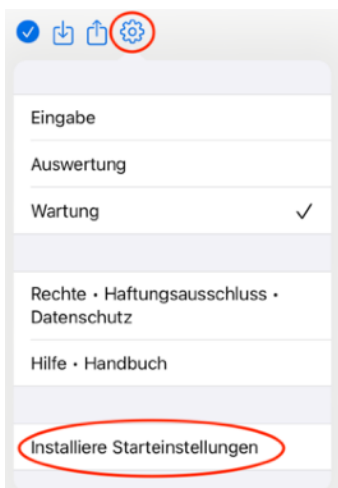 Eingabe
Auswertung
Wartung
Rechte • Haftungsausschluss •
Datenschutz
Hilfe • Handbuch
Installiere Starteinstellungen